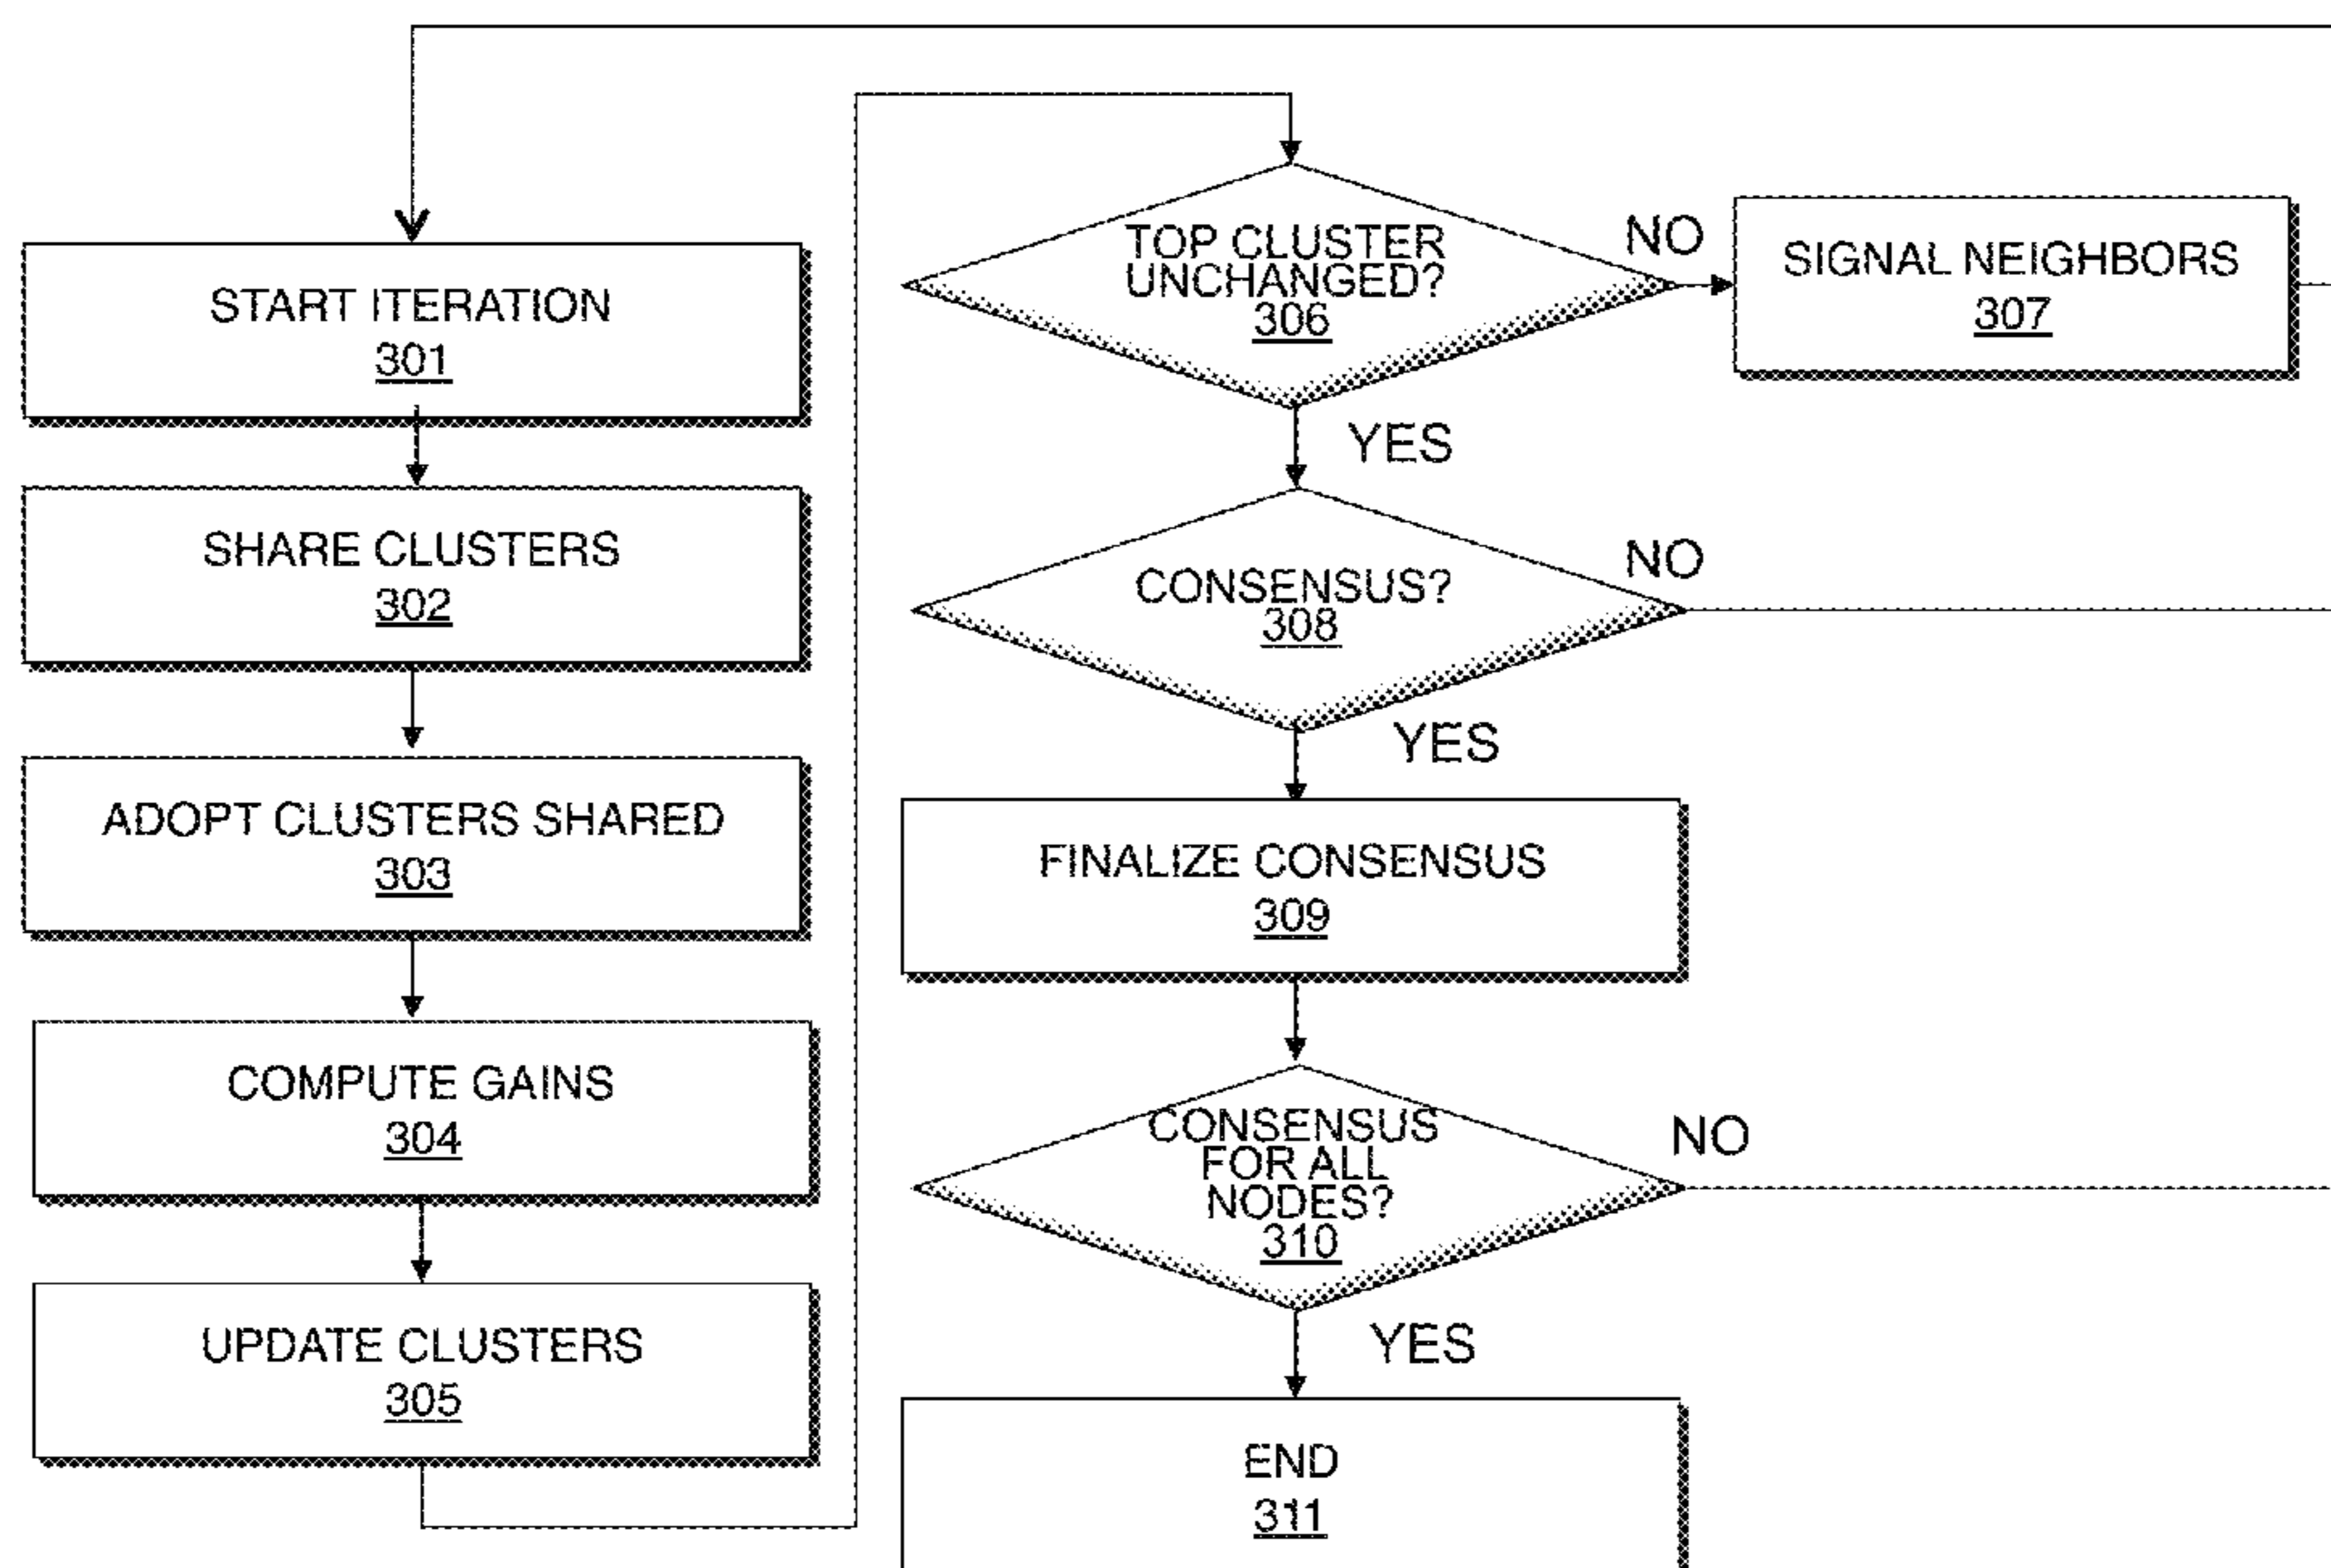 START ITERATION
301
SHARE CLUSTERS
302
ADOPT CLUSTERS SHARED
303
COMPUTE GAINS
304
UPDATE CLUSTERS
305
TOP CLUSTER
UNCHANGED?
306
NO
SIGNAL NEIGHBORS
307
YES
CONSENSUS?
308
NO
YES
FINALIZE CONSENSUS
309
CONSENSUS
FOR ALL
NODES?
310
NO
YES
END
311